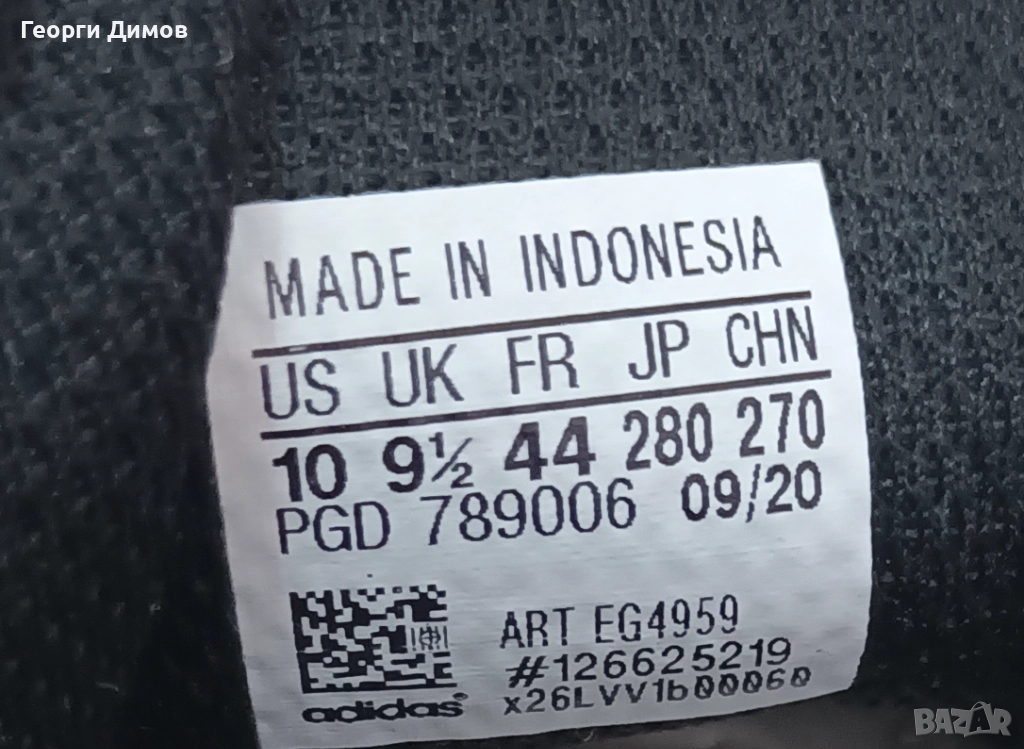 Георги Димов
MADE IN INDONESIA
US UK FR JP CHN
10 9½ 44 280 270
PGD 789006 09/20
ART EG4959
#126625219
x26LVV1b00060
adidas
BAZAR